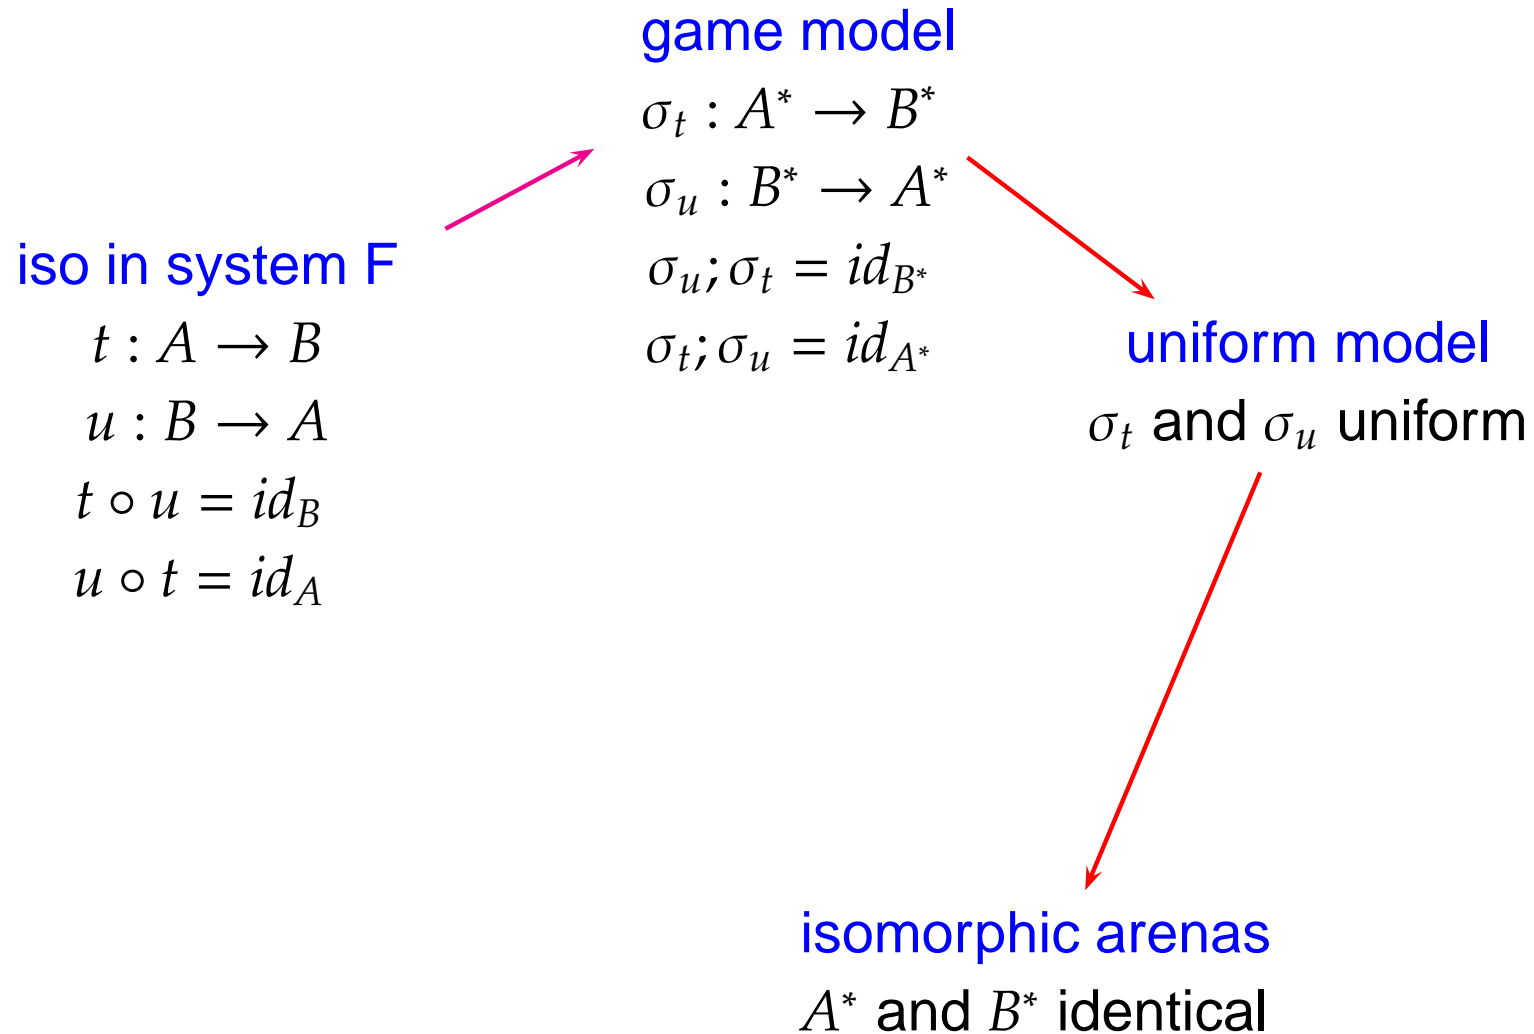 iso in system F
t : A → B
u : B → A
t ∘ u = id_B
u ∘ t = id_A
game model
σ_t : A* → B*
σ_u : B* → A*
σ_u; σ_t = id_{B*}
σ_t; σ_u = id_{A*}
uniform model
σ_t and σ_u uniform
isomorphic arenas
A* and B* identical